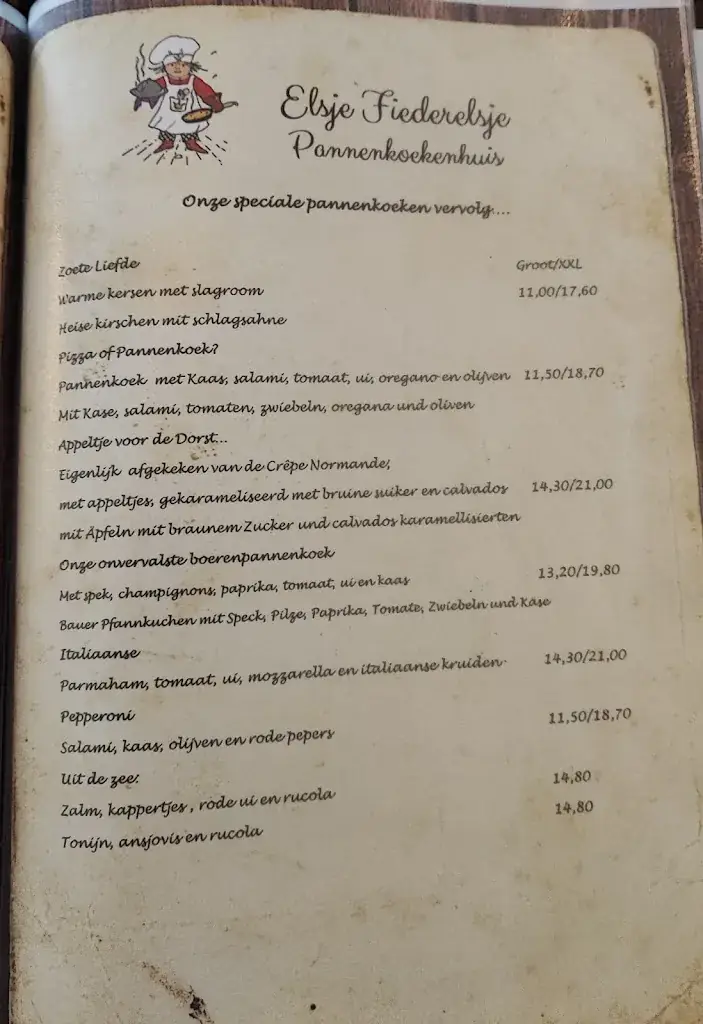 Elsje Fiederelsje
Pannenkoekenhuis
Onze speciale pannenkoeken vervolg....
Zoete Liefde Groot/XXL
Warme kersen met slagroom 11,00/17,60
Heise kirschen mit schlagsahne
Pizza of Pannenkoek?
Pannenkoek met Kaas, salami, tomaat, ui, oregano en olijven 11,50/18,70
Mit Kase, salami, tomaten, zwiebeln, oregana und oliven
Appeltje voor de Dorst...
Eigenlijk afgekeken van de Crêpe Normande;
met appeltjes, gekarameliseerd met bruine suiker en calvados 14,30/21,00
mit Äpfeln mit braunem Zucker und calvados karamellisierten
Onze onvervalste boerenpannenkoek
Met spek, champignons, paprika, tomaat, ui en kaas 13,20/19,80
Bauer Pfannkuchen mit Speck, Pilze, Paprika, Tomate, Zwiebeln und Käse
Italiaanse
Parmaham, tomaat, ui, mozzarella en italiaanse kruiden 14,30/21,00
Pepperoni
Salami, kaas, olijven en rode pepers 11,50/18,70
Uit de zee:
Zalm, kappertjes , rode ui en rucola 14,80
Tonijn, ansjovis en rucola 14,80